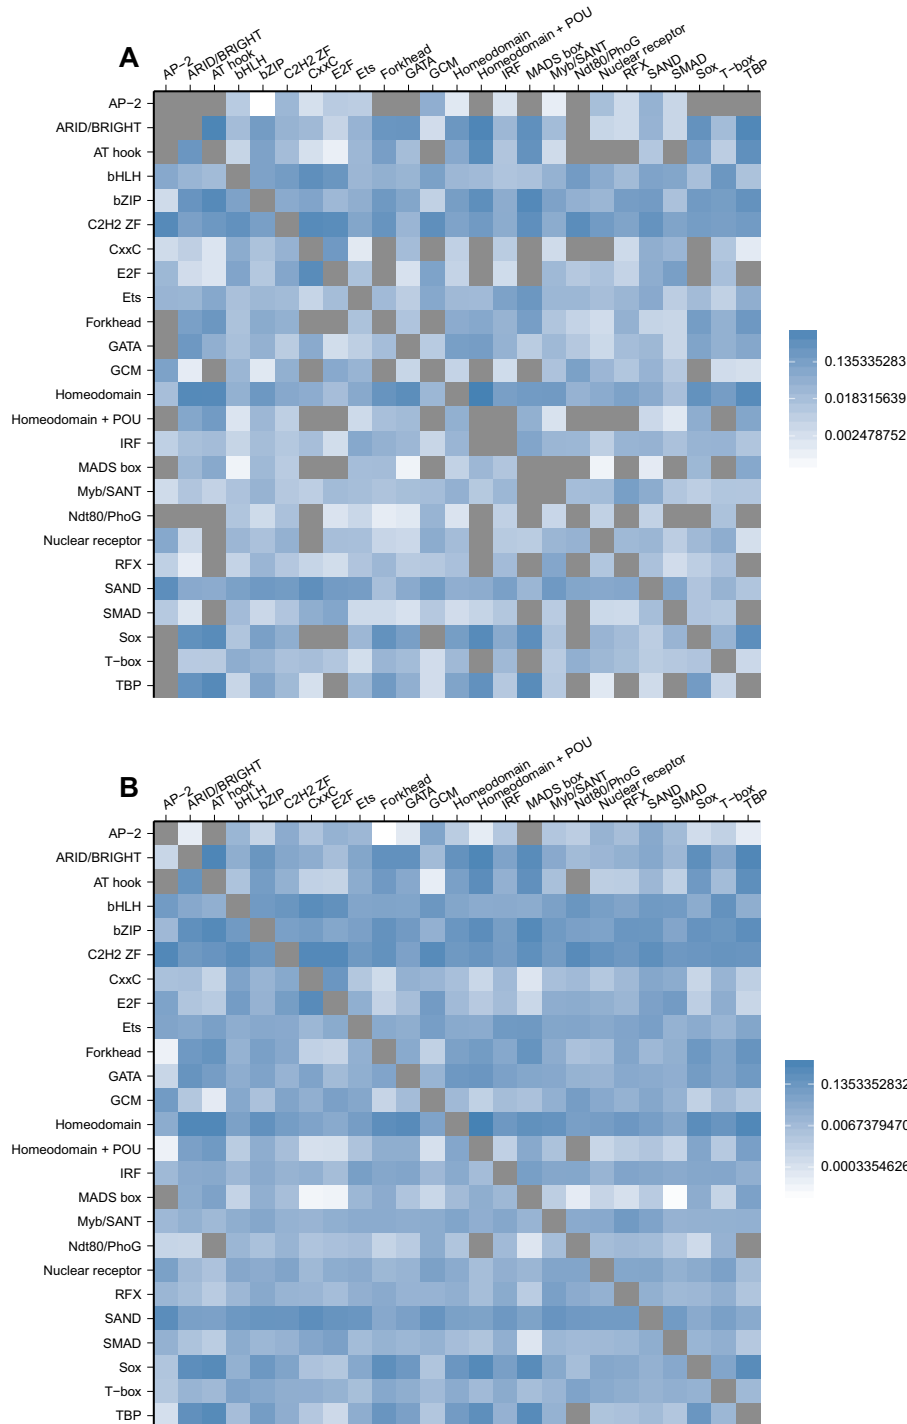 A
AP-2
ARID/BRIGHT
AT hook
bHLH
bZIP
C2H2 ZF
CxxC
E2F
Ets
Forkhead
GATA
GCM
Homeodomain
Homeodomain + POU
IRF
MADS box
Myb/SANT
Ndt80/PhoG
Nuclear receptor
RFX
SAND
SMAD
Sox
T-box
TBP
AP−2
ARID/BRIGHT
AT hook
bHLH
bZIP
C2H2 ZF
CxxC
E2F
Ets
Forkhead
GATA
GCM
Homeodomain
Homeodomain + POU
IRF
MADS box
Myb/SANT
Ndt80/PhoG
Nuclear receptor
RFX
SAND
SMAD
Sox
T−box
TBP
0.135335283
0.018315639
0.002478752
B
AP-2
ARID/BRIGHT
AT hook
bHLH
bZIP
C2H2 ZF
CxxC
E2F
Ets
Forkhead
GATA
GCM
Homeodomain
Homeodomain + POU
IRF
MADS box
Myb/SANT
Ndt80/PhoG
Nuclear receptor
RFX
SAND
SMAD
Sox
T-box
TBP
AP−2
ARID/BRIGHT
AT hook
bHLH
bZIP
C2H2 ZF
CxxC
E2F
Ets
Forkhead
GATA
GCM
Homeodomain
Homeodomain + POU
IRF
MADS box
Myb/SANT
Ndt80/PhoG
Nuclear receptor
RFX
SAND
SMAD
Sox
T−box
TBP
0.1353352832
0.0067379470
0.0003354626